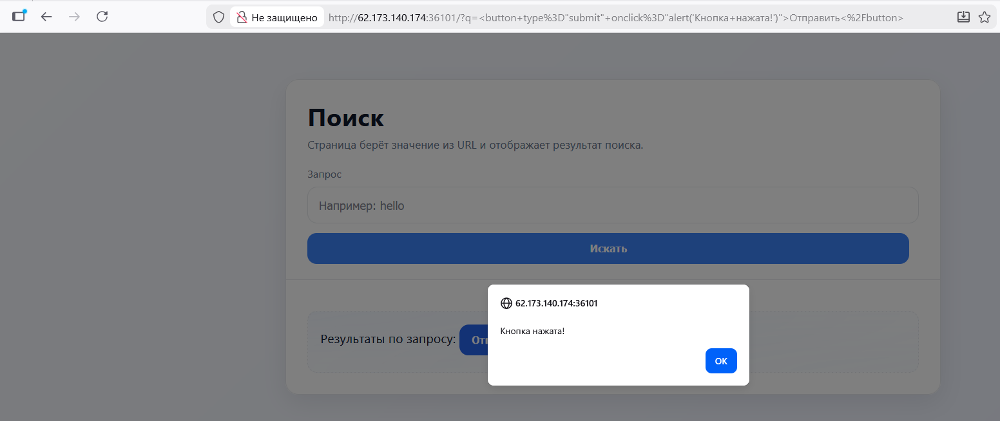 Не защищено
http://62.173.140.174:36101/?q=<button+type%3D"submit"+onclick%3D"alert('Кнопка+нажата!')">Отправить<%2Fbutton>
Поиск
Страница берёт значение из URL и отображает результат поиска.
Запрос
Например: hello
Искать
62.173.140.174:36101
Кнопка нажата!
Результаты по запросу:
OK